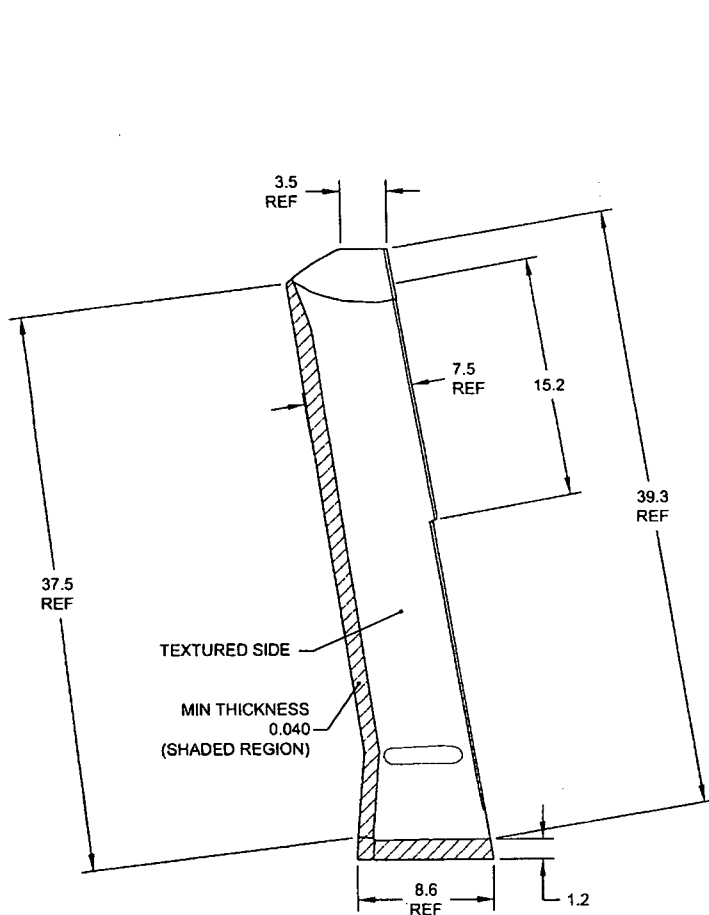 3.5
REF
7.5
REF
15.2
39.3
REF
37.5
REF
TEXTURED SIDE
MIN THICKNESS
0.040
(SHADED REGION)
8.6
REF
1.2